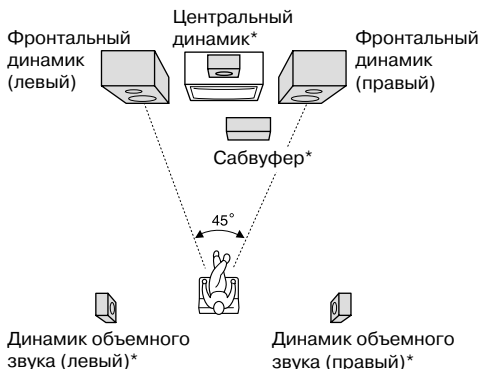 Центральный
динамик*
Фронтальный
динамик
(левый)
Фронтальный
динамик
(правый)
Сабвуфер*
45°
Динамик объемного
звука (левый)*
Динамик объемного
звука (правый)*